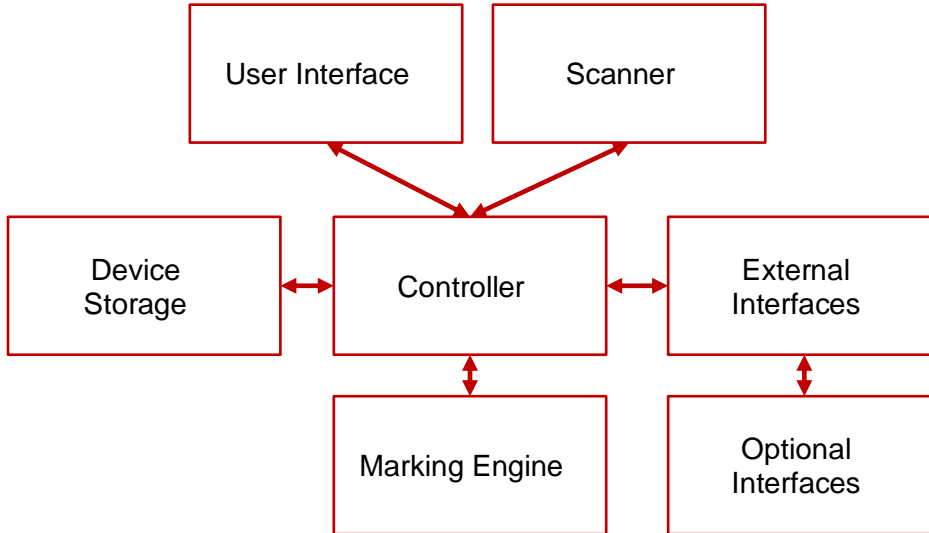 User Interface
Scanner
Device
Storage
Controller
External
Interfaces
Marking Engine
Optional
Interfaces